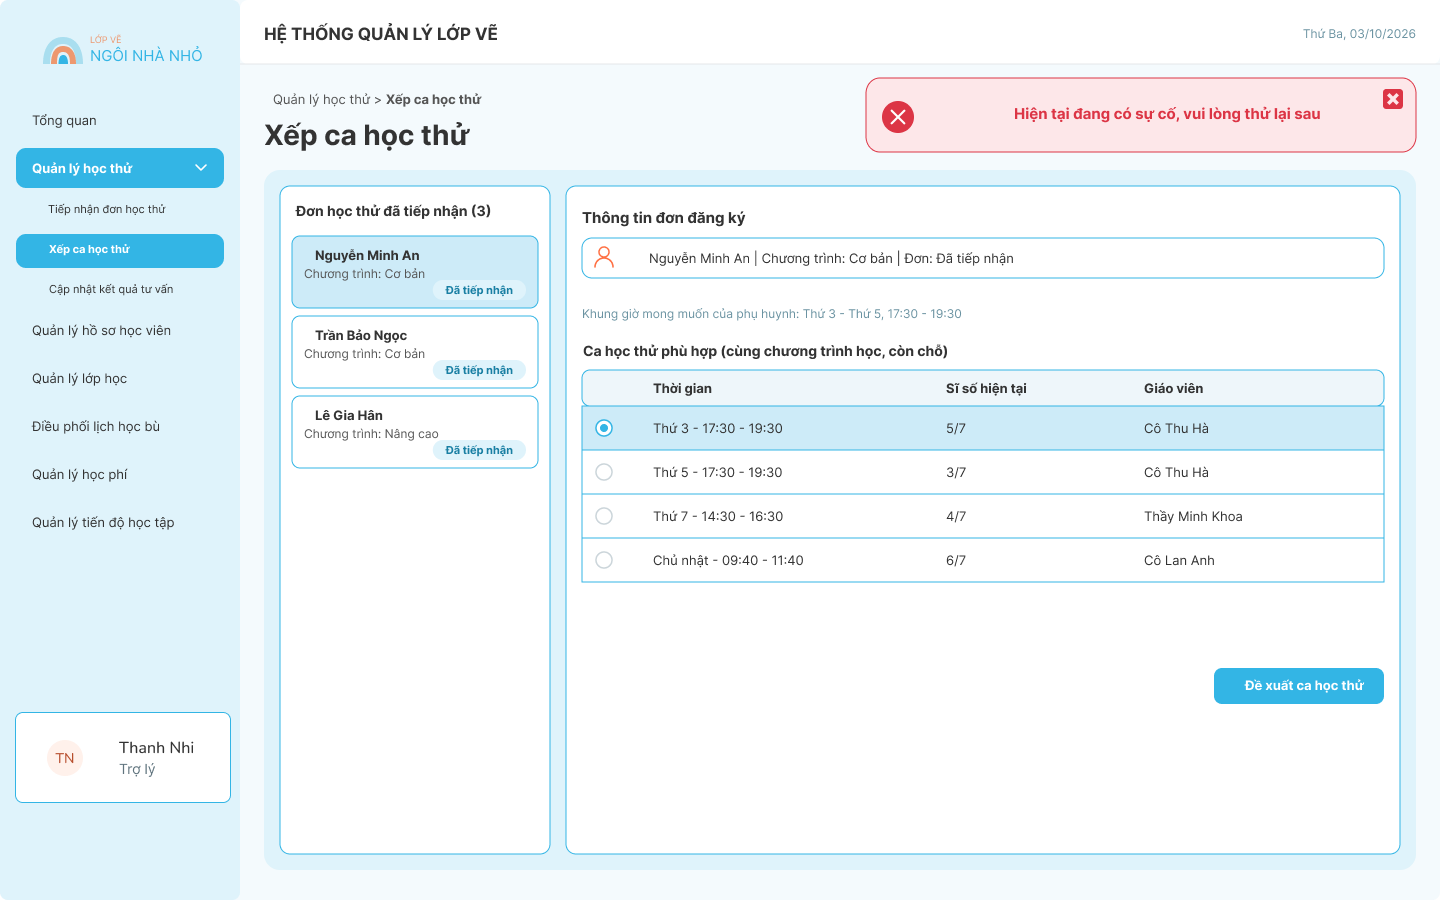 LỚP VẼ
NGÔI NHÀ NHỎ
Tổng quan
Quản lý học thử
Tiếp nhận đơn học thử
Xếp ca học thử
Cập nhật kết quả tư vấn
Quản lý hồ sơ học viên
Quản lý lớp học
Điều phối lịch học bù
Quản lý học phí
Quản lý tiến độ học tập
TN
Thanh Nhi
Trợ lý
HỆ THỐNG QUẢN LÝ LỚP VẼ
Thứ Ba, 03/10/2026
Quản lý học thử > Xếp ca học thử
Xếp ca học thử
Hiện tại đang có sự cố, vui lòng thử lại sau
Đơn học thử đã tiếp nhận (3)
Nguyễn Minh An
Chương trình: Cơ bản
Đã tiếp nhận
Trần Bảo Ngọc
Chương trình: Cơ bản
Đã tiếp nhận
Lê Gia Hân
Chương trình: Nâng cao
Đã tiếp nhận
Thông tin đơn đăng ký
Nguyễn Minh An | Chương trình: Cơ bản | Đơn: Đã tiếp nhận
Khung giờ mong muốn của phụ huynh: Thứ 3 - Thứ 5, 17:30 - 19:30
Ca học thử phù hợp (cùng chương trình học, còn chỗ)
Thời gian Sĩ số hiện tại Giáo viên
Thứ 3 - 17:30 - 19:30 5/7 Cô Thu Hà
Thứ 5 - 17:30 - 19:30 3/7 Cô Thu Hà
Thứ 7 - 14:30 - 16:30 4/7 Thầy Minh Khoa
Chủ nhật - 09:40 - 11:40 6/7 Cô Lan Anh
Đề xuất ca học thử